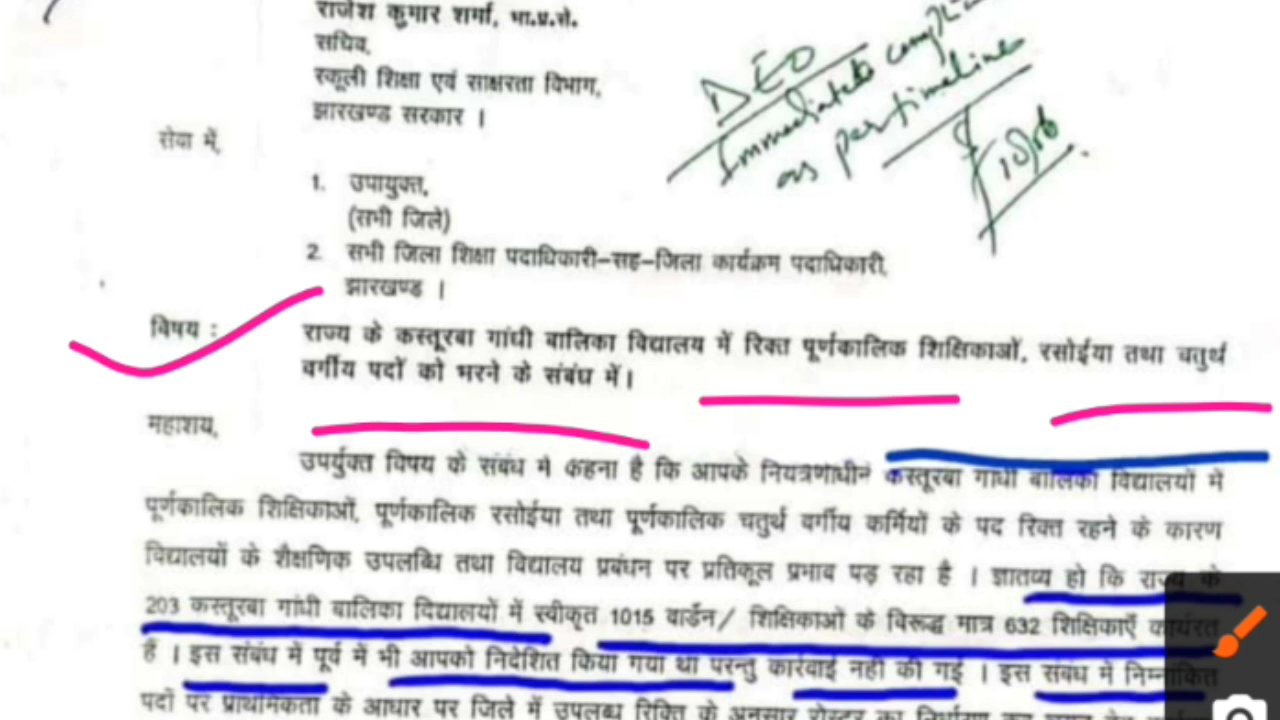 राजेश कुमार शर्मा, भा.प्र.से.
सचिव,
स्कूली शिक्षा एवं साक्षरता विभाग,
झारखण्ड सरकार ।
DEO
Immediate
as per timeline
सेवा में,
1. उपायुक्त,
(सभी जिले)
2. सभी जिला शिक्षा पदाधिकारी–सह–जिला कार्यक्रम पदाधिकारी,
झारखण्ड ।
विषय : राज्य के कस्तूरबा गांधी बालिका विद्यालय में रिक्त पूर्णकालिक शिक्षिकाओं, रसोईया तथा चतुर्थ
वर्गीय पदों को भरने के संबंध में।
महाशय,
उपर्युक्त विषय के संबंध में कहना है कि आपके नियंत्रणाधीन कस्तूरबा गांधी बालिका विद्यालयों में
पूर्णकालिक शिक्षिकाओं, पूर्णकालिक रसोईया तथा पूर्णकालिक चतुर्थ वर्गीय कर्मियों के पद रिक्त रहने के कारण
विद्यालयों के शैक्षणिक उपलब्धि तथा विद्यालय प्रबंधन पर प्रतिकूल प्रभाव पड़ रहा है । ज्ञातव्य हो कि राज्य के
203 कस्तूरबा गांधी बालिका विद्यालयों में स्वीकृत 1015 वार्डेन/ शिक्षिकाओं के विरूद्ध मात्र 632 शिक्षिकाएँ कार्यरत
हैं । इस संबंध में पूर्व में भी आपको निदेशित किया गया था परन्तु कार्रवाई नहीं की गई । इस संबंध में निम्नांकित
पदों पर प्राथमिकता के आधार पर जिले में उपलब्ध रिक्ति के अनुसार रोस्टर का निर्धारण